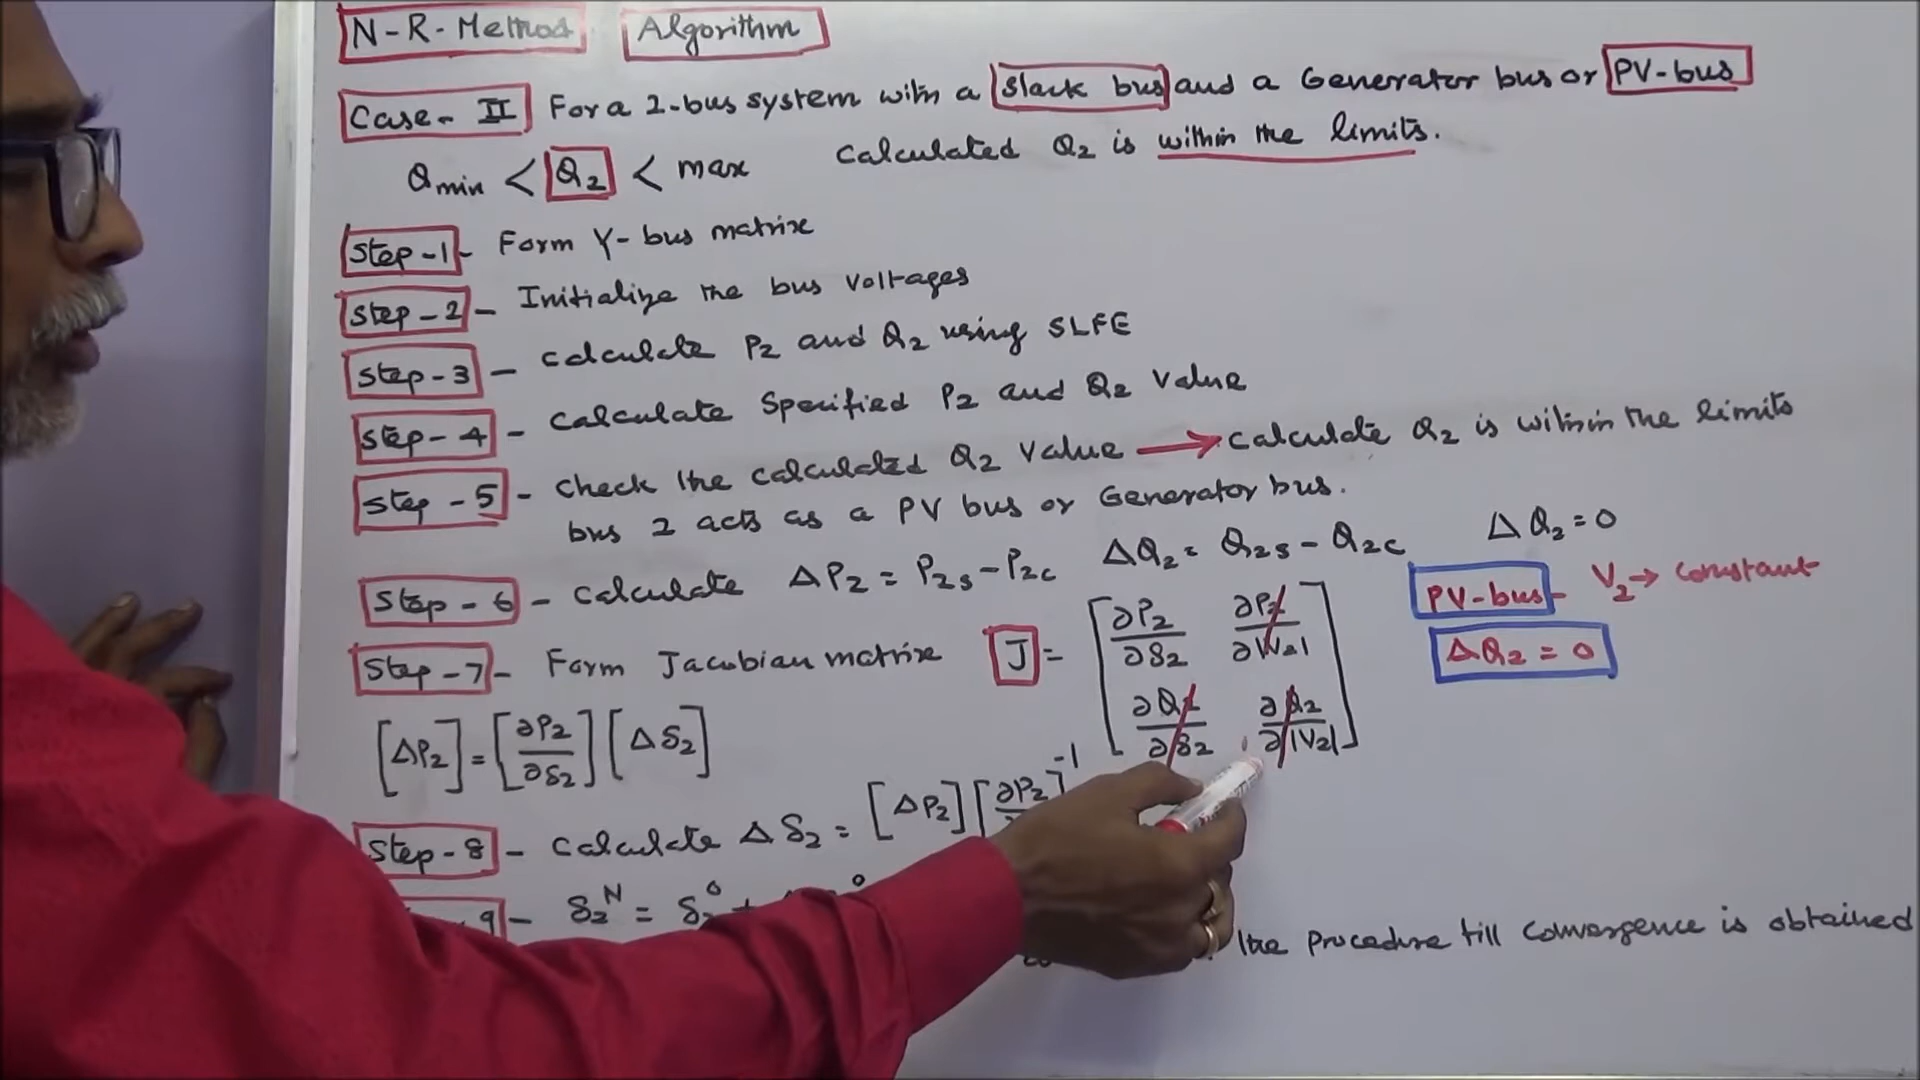 N-R-Method Algorithm
Case-II For a 2-bus system with a Slack bus and a Generator bus or PV-bus
Qmin < Q2 < max Calculated Q2 is within the limits.
Step-1- Form Y-bus matrix
Step-2- Initialize the bus voltages
Step-3- calculate P2 and Q2 using SLFE
Step-4- calculate Specified P2 and Q2 value
Step-5- Check the calculated Q2 value → calculate Q2 is within the limits
bus 2 acts as a PV bus or Generator bus.
Step-6- calculate ΔP2 = P2s - P2c ΔQ2 = Q2s - Q2c ΔQ2 = 0
PV-bus- V2 → constant
ΔQ2 = 0
Step-7- Form Jacobian matrix J = [∂P2/∂δ2 ∂P2/∂|V2|
∂Q2/∂δ2 ∂Q2/∂|V2|]
[ΔP2] = [∂P2/∂δ2] [Δδ2]
Step-8- calculate Δδ2 = [ΔP2] [∂P2 ]^-1
9- δ2^N = δ2^0 +
the procedure till convergence is obtained